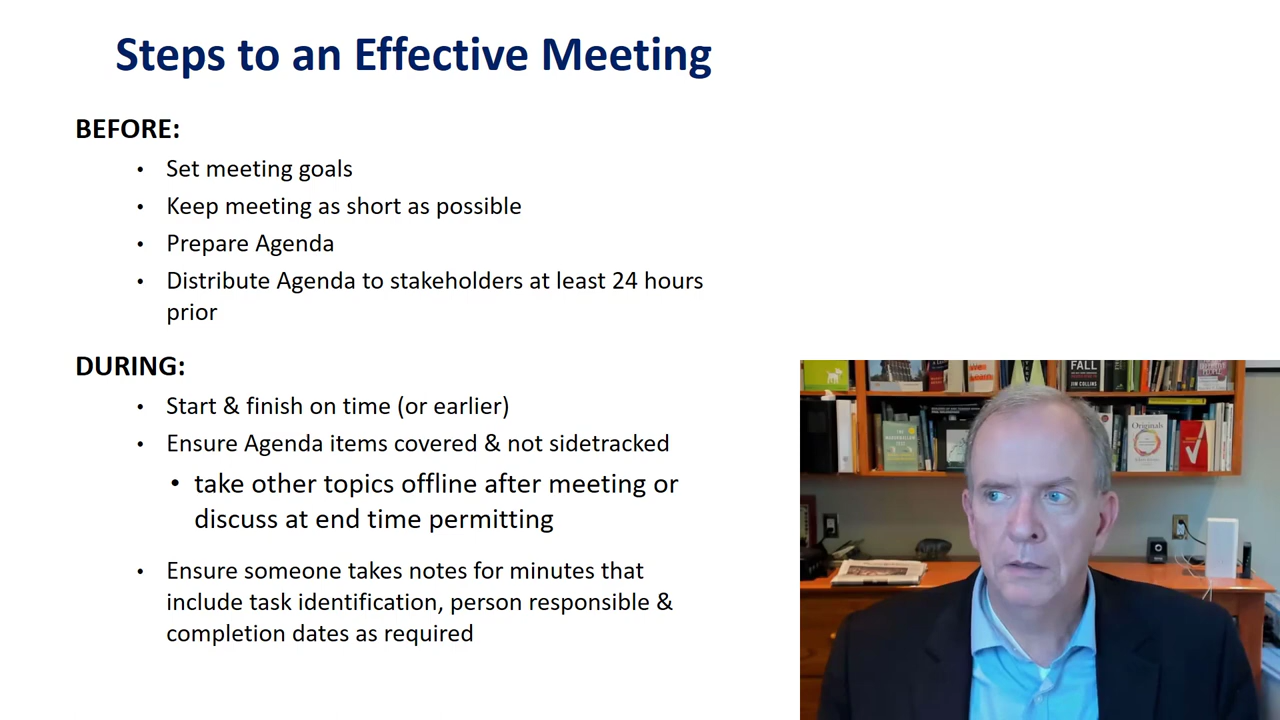 Steps to an Effective Meeting
BEFORE:
• Set meeting goals
• Keep meeting as short as possible
• Prepare Agenda
• Distribute Agenda to stakeholders at least 24 hours
prior
DURING:
• Start & finish on time (or earlier)
• Ensure Agenda items covered & not sidetracked
• take other topics offline after meeting or
discuss at end time permitting
• Ensure someone takes notes for minutes that
include task identification, person responsible &
completion dates as required
FALL
JIM COLLINS
Originals